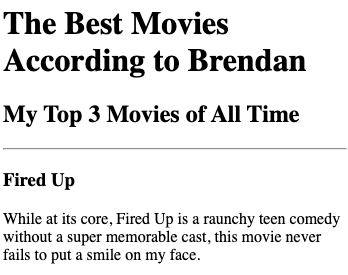 The Best Movies
According to Brendan
My Top 3 Movies of All Time
Fired Up
While at its core, Fired Up is a raunchy teen comedy
without a super memorable cast, this movie never
fails to put a smile on my face.